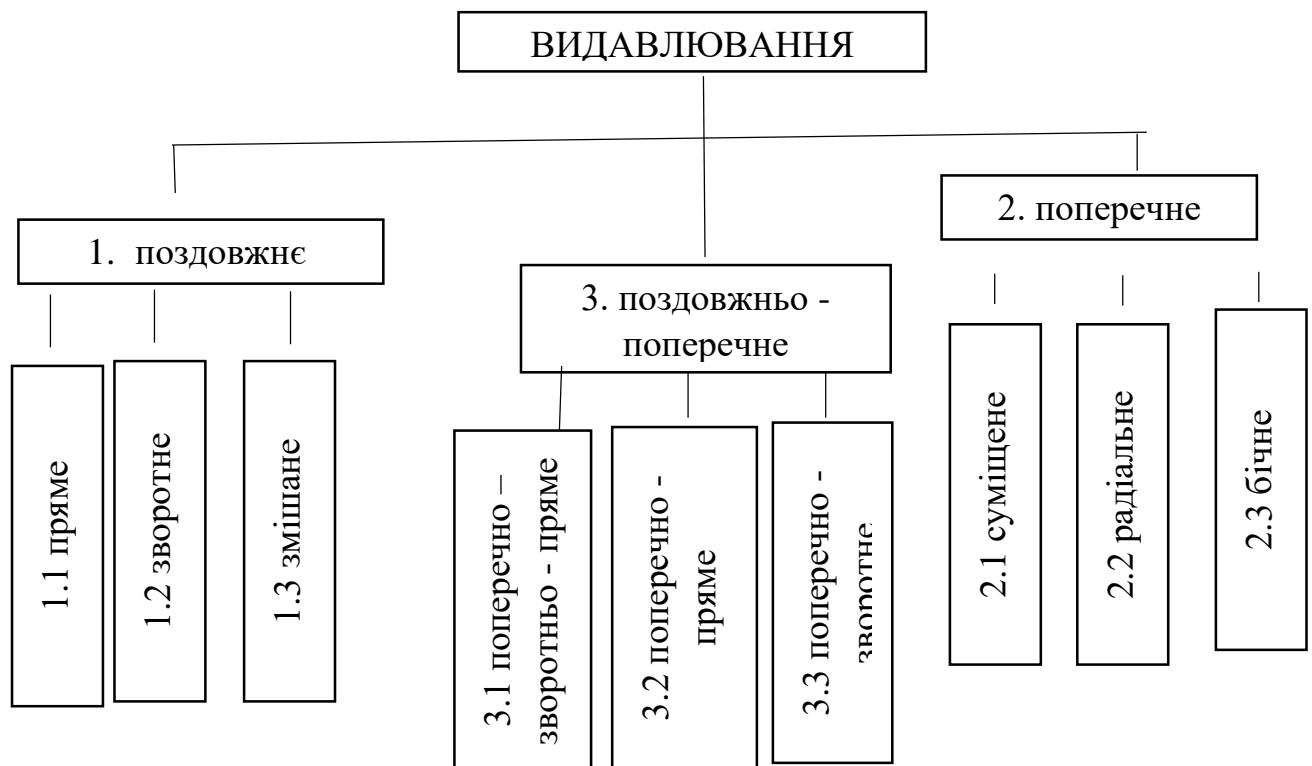 ВИДАВЛЮВАННЯ
1. поздовжнє
2. поперечне
3. поздовжньо -
поперечне
1.1 пряме
1.2 зворотне
1.3 змішане
3.1 поперечно –
зворотньо - пряме
3.2 поперечно -
пряме
3.3 поперечно -
зворотне
2.1 суміщене
2.2 радіальне
2.3 бічне